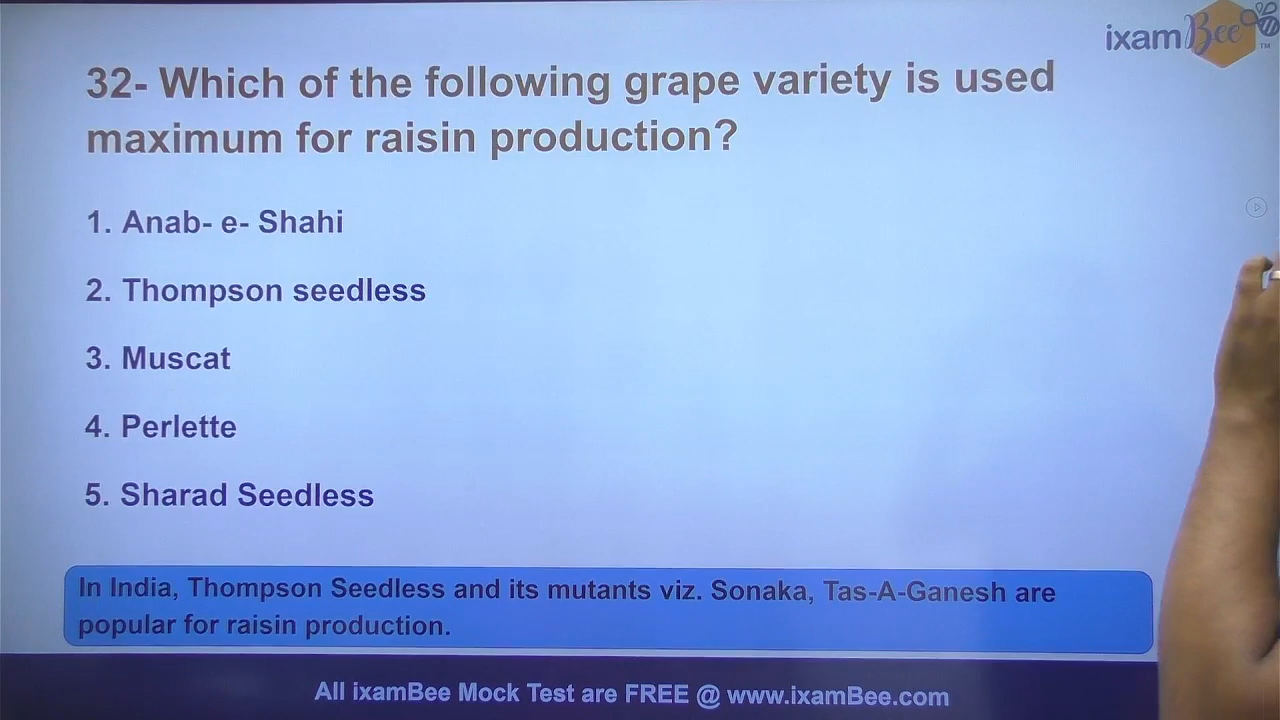 ixamBee™
32- Which of the following grape variety is used
maximum for raisin production?
1. Anab- e- Shahi
2. Thompson seedless
3. Muscat
4. Perlette
5. Sharad Seedless
In India, Thompson Seedless and its mutants viz. Sonaka, Tas-A-Ganesh are
popular for raisin production.
All ixamBee Mock Test are FREE @ www.ixamBee.com